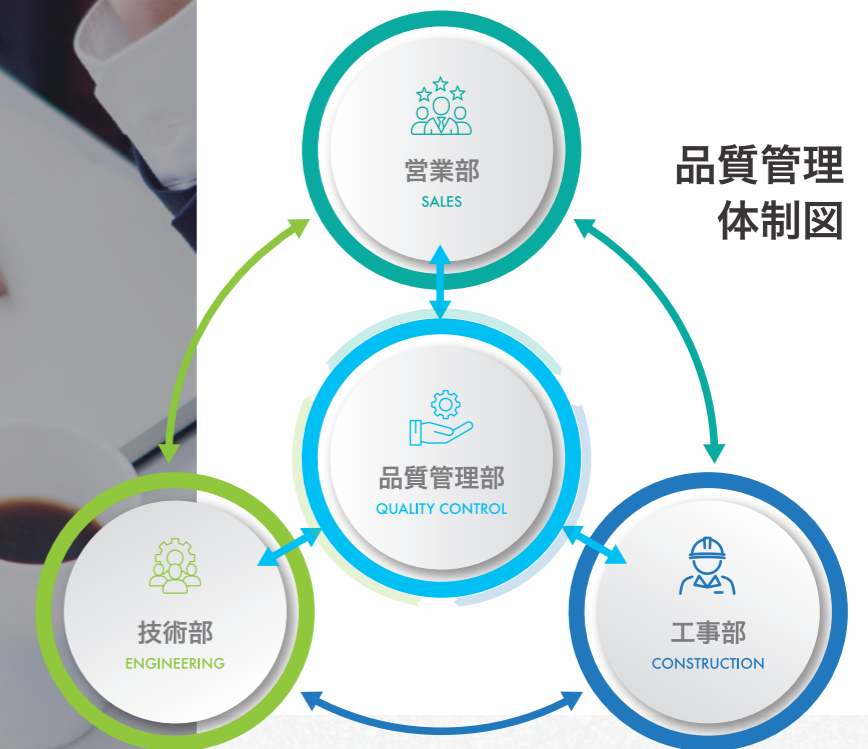 品質管理
体制図
営業部
SALES
品質管理部
QUALITY CONTROL
技術部
ENGINEERING
工事部
CONSTRUCTION